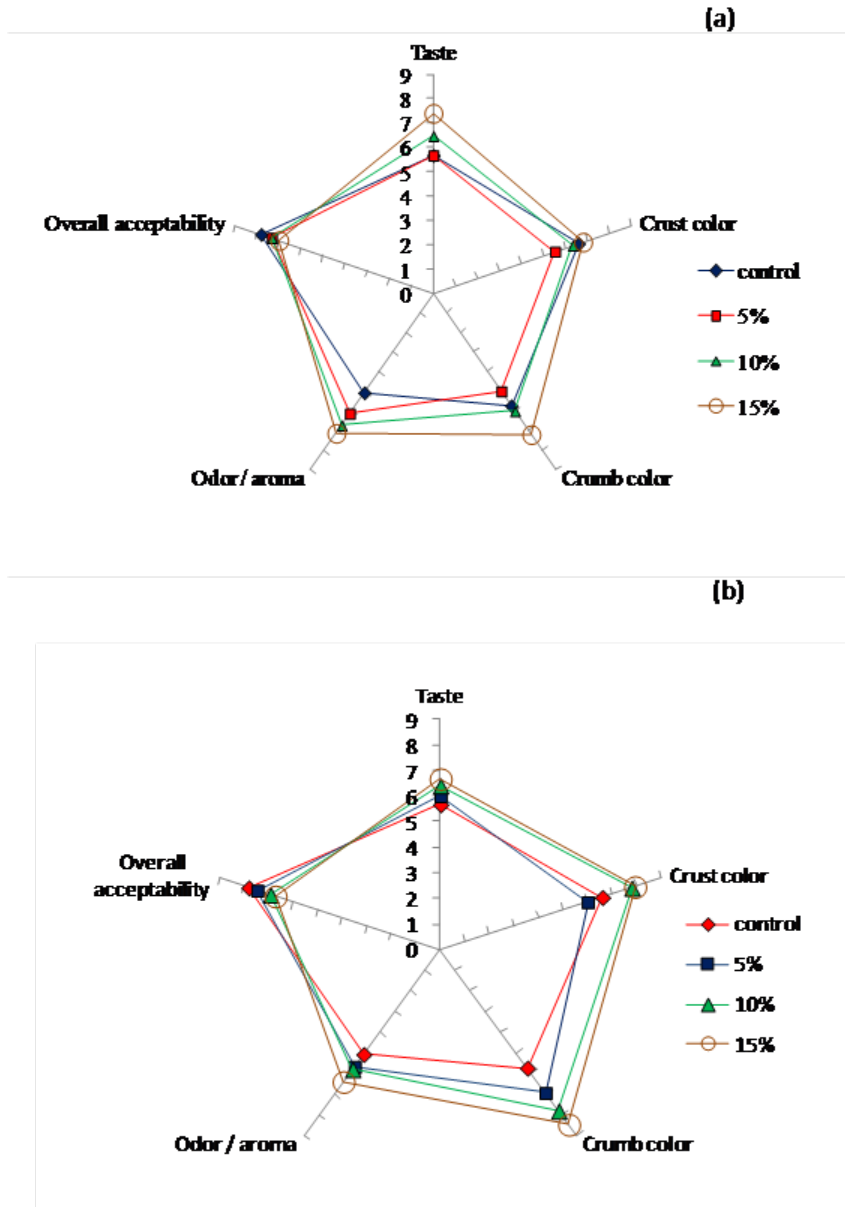 (a)
Taste
9
8
7
6
5
4
3
2
1
0
Overall acceptability
Crust color
control
5%
10%
15%
Odor / aroma
Crumb color
(b)
Taste
9
8
7
6
5
4
3
2
1
0
Overall
acceptability
Crust color
control
5%
10%
15%
Odor / aroma
Crumb color